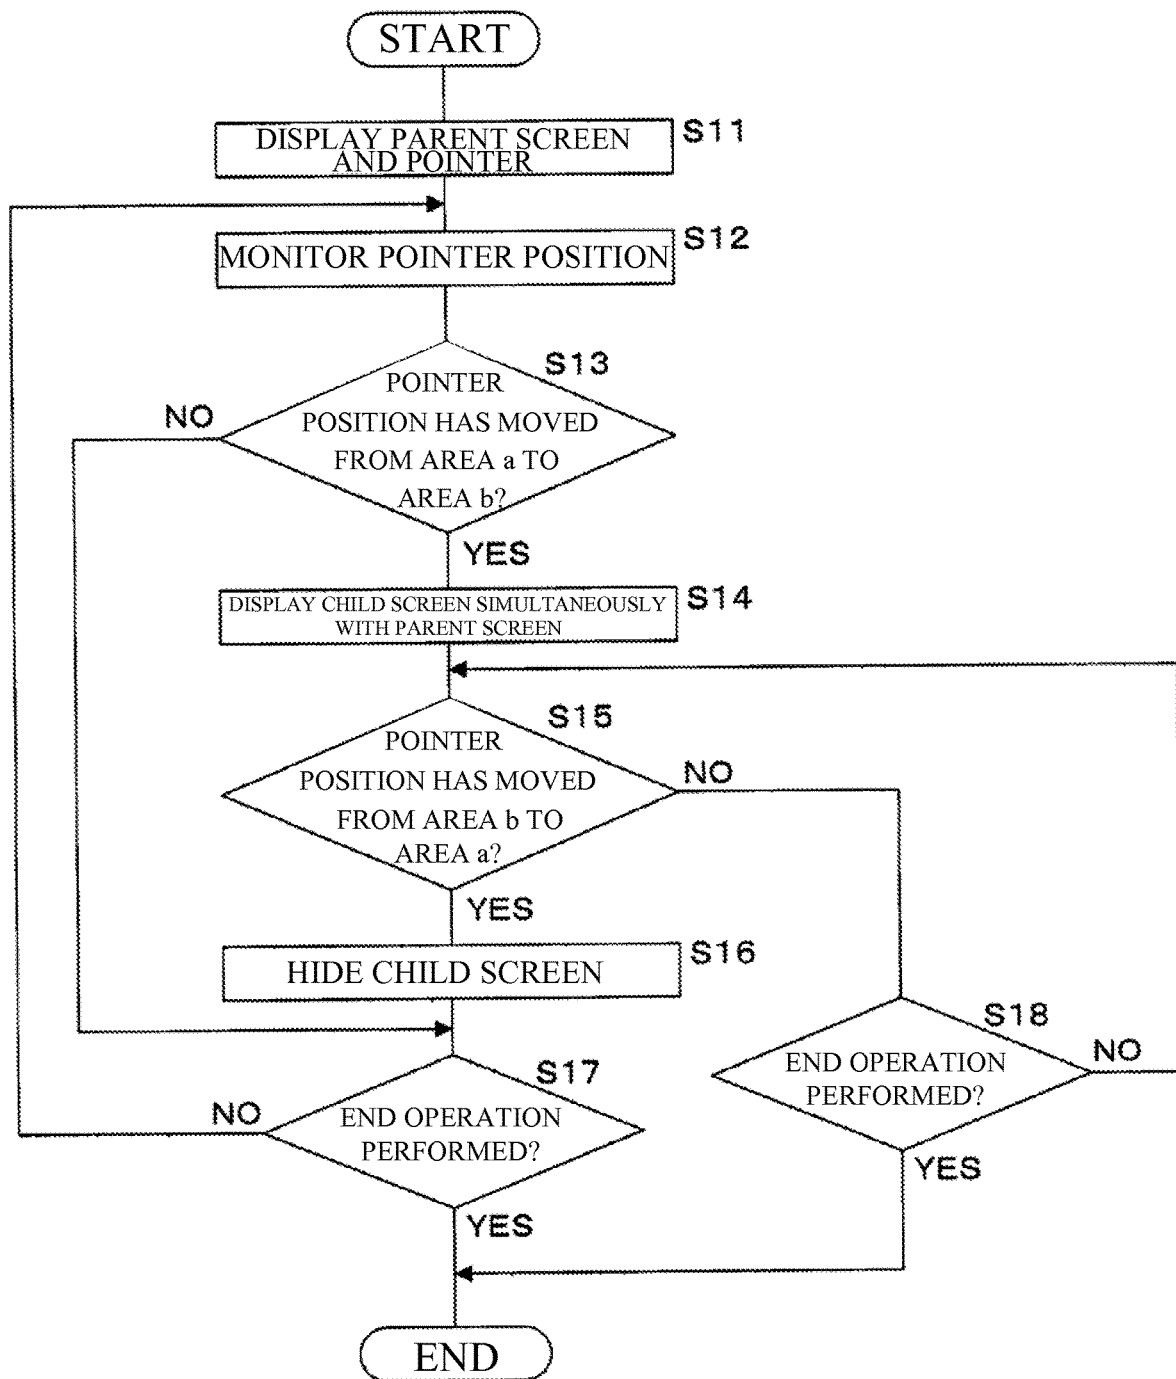 START
DISPLAY PARENT SCREEN
AND POINTER
S11
MONITOR POINTER POSITION
S12
S13
POINTER
POSITION HAS MOVED
FROM AREA a TO
AREA b?
NO
YES
DISPLAY CHILD SCREEN SIMULTANEOUSLY
WITH PARENT SCREEN
S14
S15
POINTER
POSITION HAS MOVED
FROM AREA b TO
AREA a?
NO
YES
HIDE CHILD SCREEN
S16
S17
END OPERATION
PERFORMED?
NO
YES
S18
END OPERATION
PERFORMED?
NO
YES
END